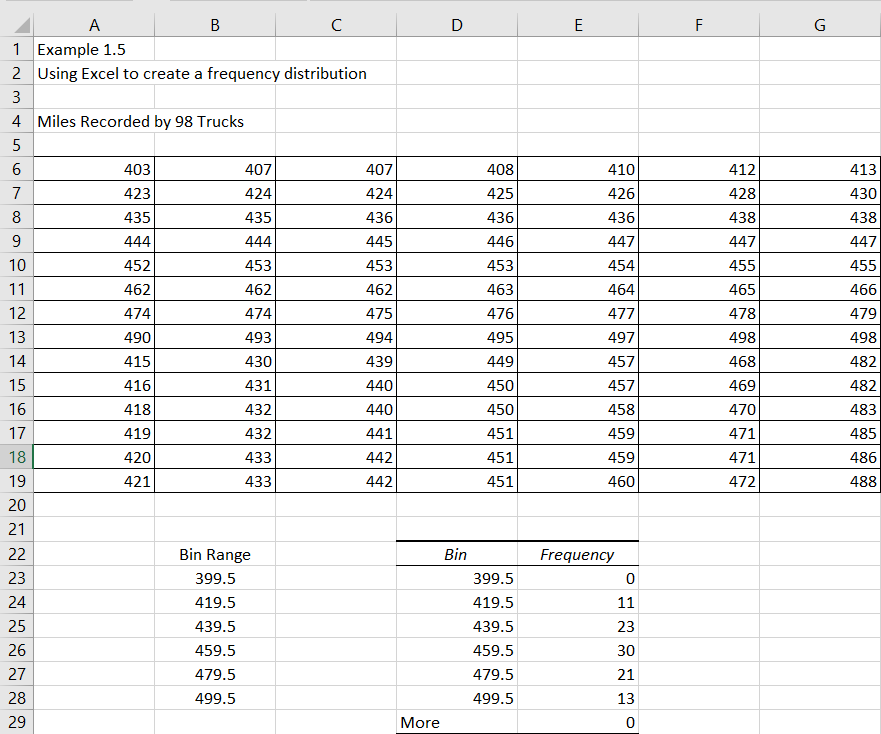 A B C D E F G
1 Example 1.5
2 Using Excel to create a frequency distribution
3
4 Miles Recorded by 98 Trucks
5
6 403 407 407 408 410 412 413
7 423 424 424 425 426 428 430
8 435 435 436 436 436 438 438
9 444 444 445 446 447 447 447
10 452 453 453 453 454 455 455
11 462 462 462 463 464 465 466
12 474 474 475 476 477 478 479
13 490 493 494 495 497 498 498
14 415 430 439 449 457 468 482
15 416 431 440 450 457 469 482
16 418 432 440 450 458 470 483
17 419 432 441 451 459 471 485
18 420 433 442 451 459 471 486
19 421 433 442 451 460 472 488
20
21
22 Bin Range Bin Frequency
23 399.5 399.5 0
24 419.5 419.5 11
25 439.5 439.5 23
26 459.5 459.5 30
27 479.5 479.5 21
28 499.5 499.5 13
29 More 0